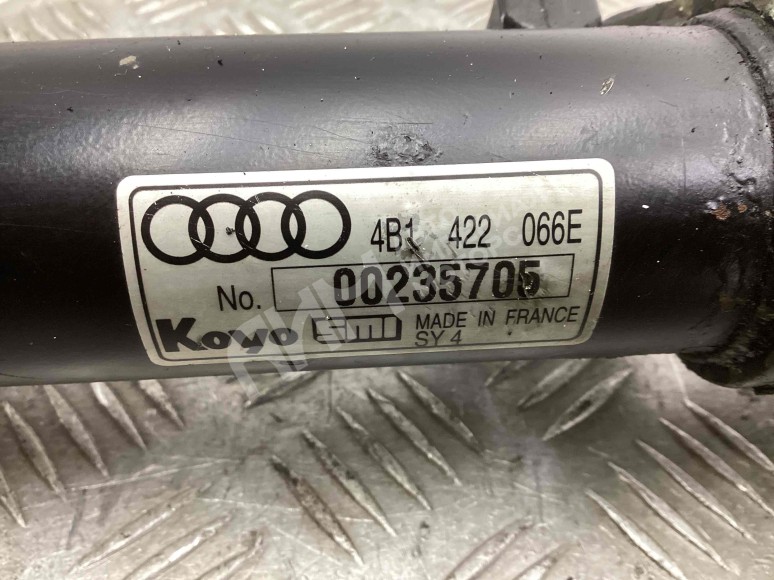 4B1 422 066E
No. 00235705
Koyo smi MADE IN FRANCE
SY 4